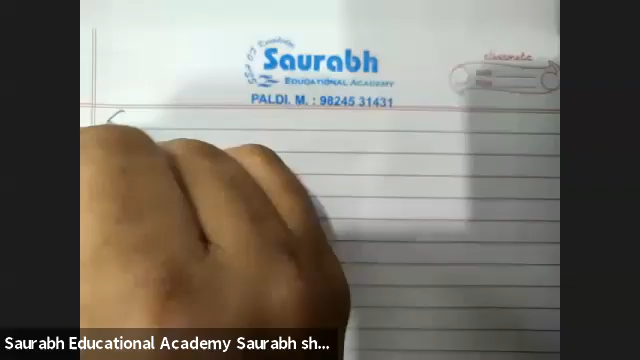 Saurabh
EDUCATIONAL ACADEMY
PALDI. M. : 98245 31431
classmate
Saurabh Educational Academy Saurabh sh...